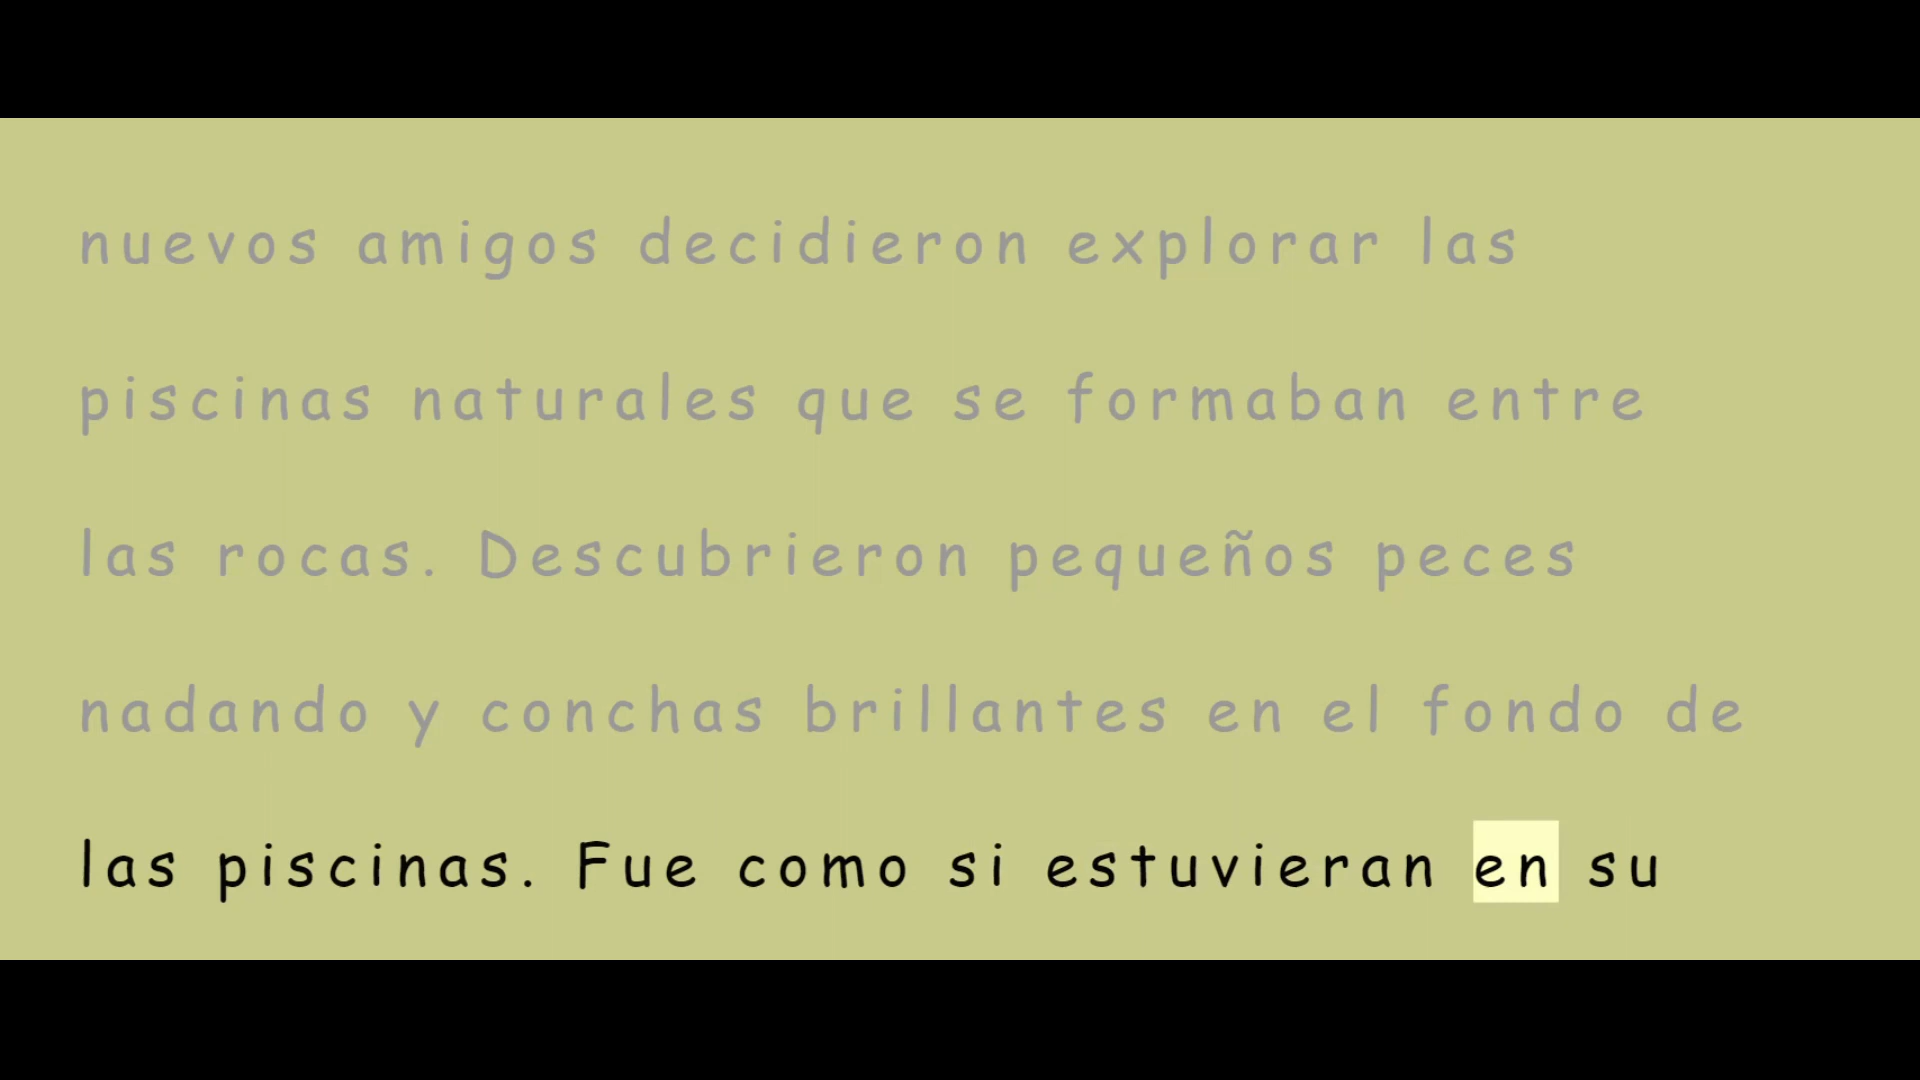 nuevos amigos decidieron explorar las
piscinas naturales que se formaban entre
las rocas. Descubrieron pequeños peces
nadando y conchas brillantes en el fondo de
las piscinas. Fue como si estuvieran en su